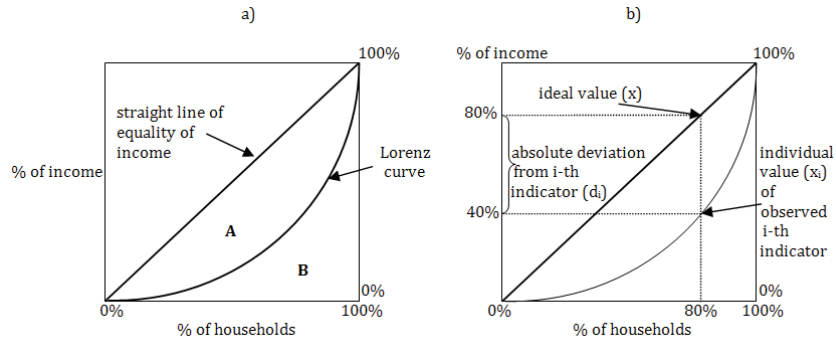 a)
100%
straight line of
equality of
income
% of income
Lorenz
curve
A
B
0%
0%
100%
% of households
b)
% of income
100%
ideal value (x)
80%
absolute deviation
from i-th
indicator (dᵢ)
individual
value (xᵢ)
of
observed
i-th
indicator
40%
0%
0%
80%
100%
% of households